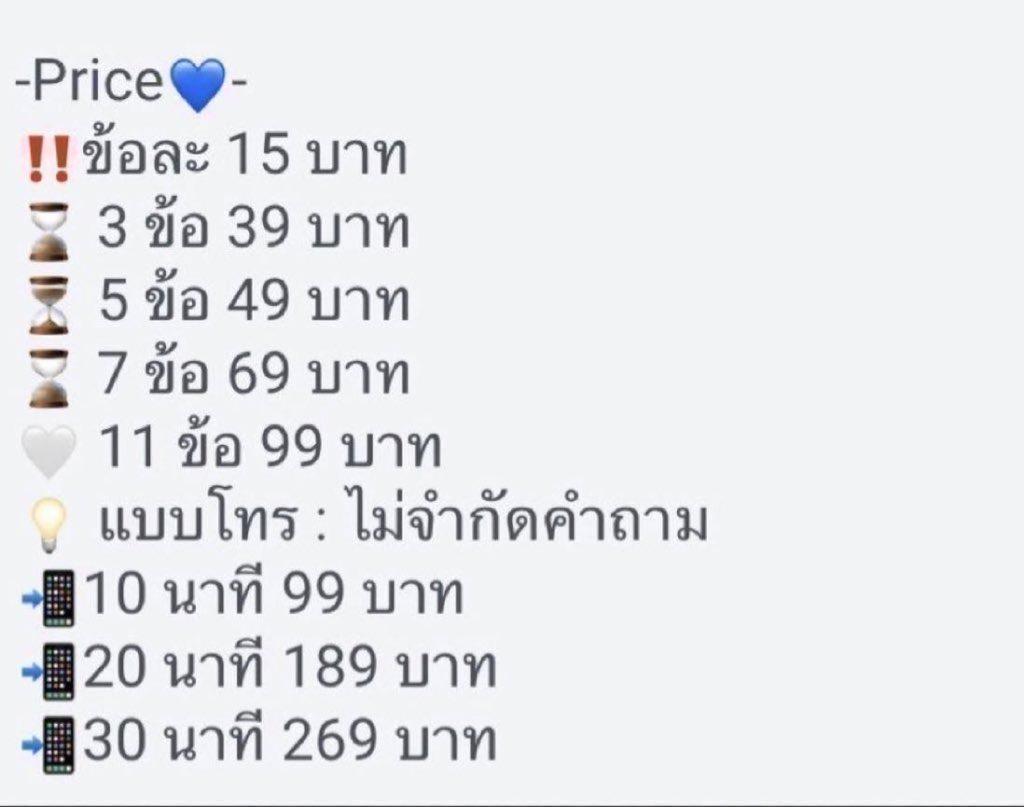 -Price💙-
‼️ข้อละ 15 บาท
⏳ 3 ข้อ 39 บาท
⌛ 5 ข้อ 49 บาท
⏳ 7 ข้อ 69 บาท
🤍 11 ข้อ 99 บาท
💡 แบบโทร : ไม่จำกัดคำถาม
📲10 นาที 99 บาท
📲20 นาที 189 บาท
📲30 นาที 269 บาท